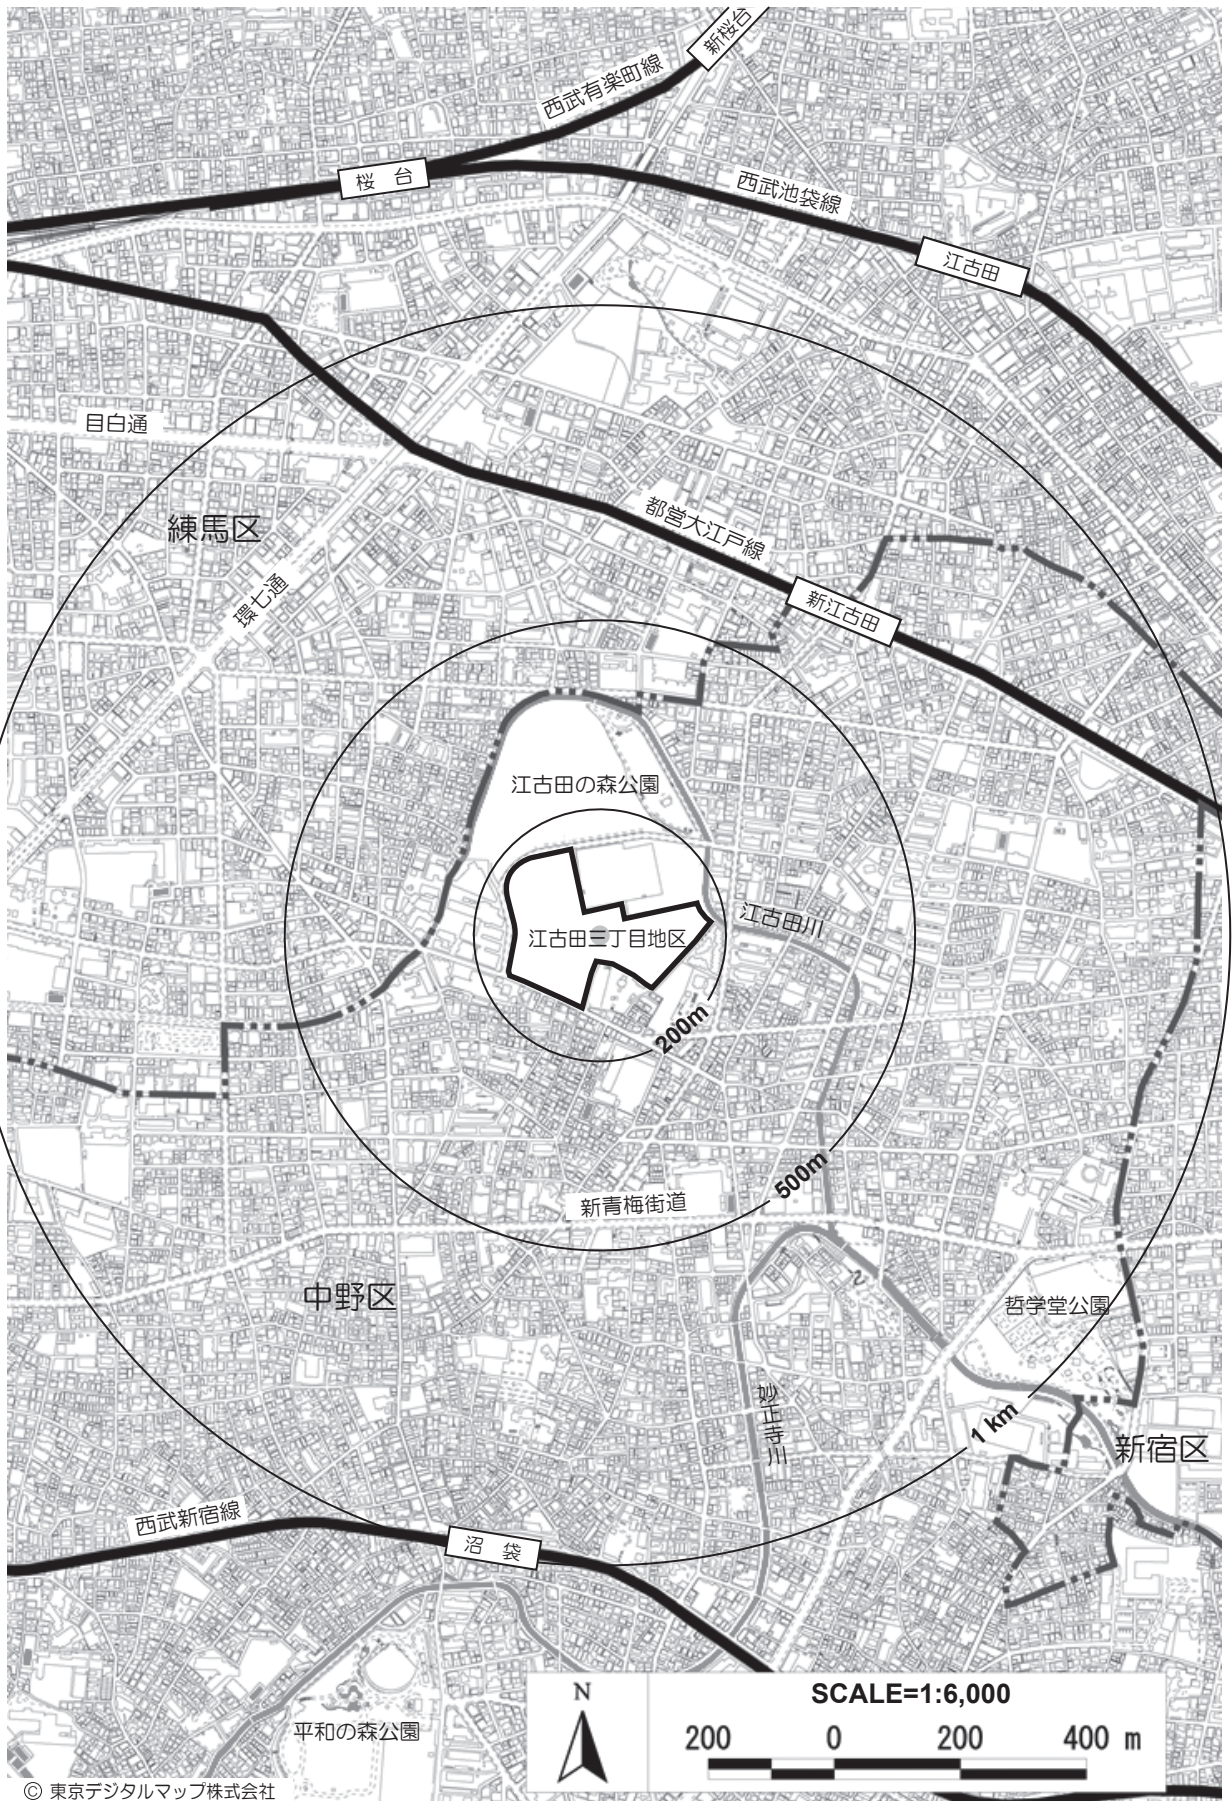 新桜台
西武有楽町線
桜台
西武池袋線
江古田
目白通
練馬区
都営大江戸線
環七通
新江古田
江古田の森公園
江古田川
江古田三丁目地区
200m
500m
新青梅街道
中野区
哲学堂公園
妙正寺川
1 km
新宿区
西武新宿線
沼袋
平和の森公園
N
SCALE=1:6,000
200 0 200 400 m
© 東京デジタルマップ株式会社